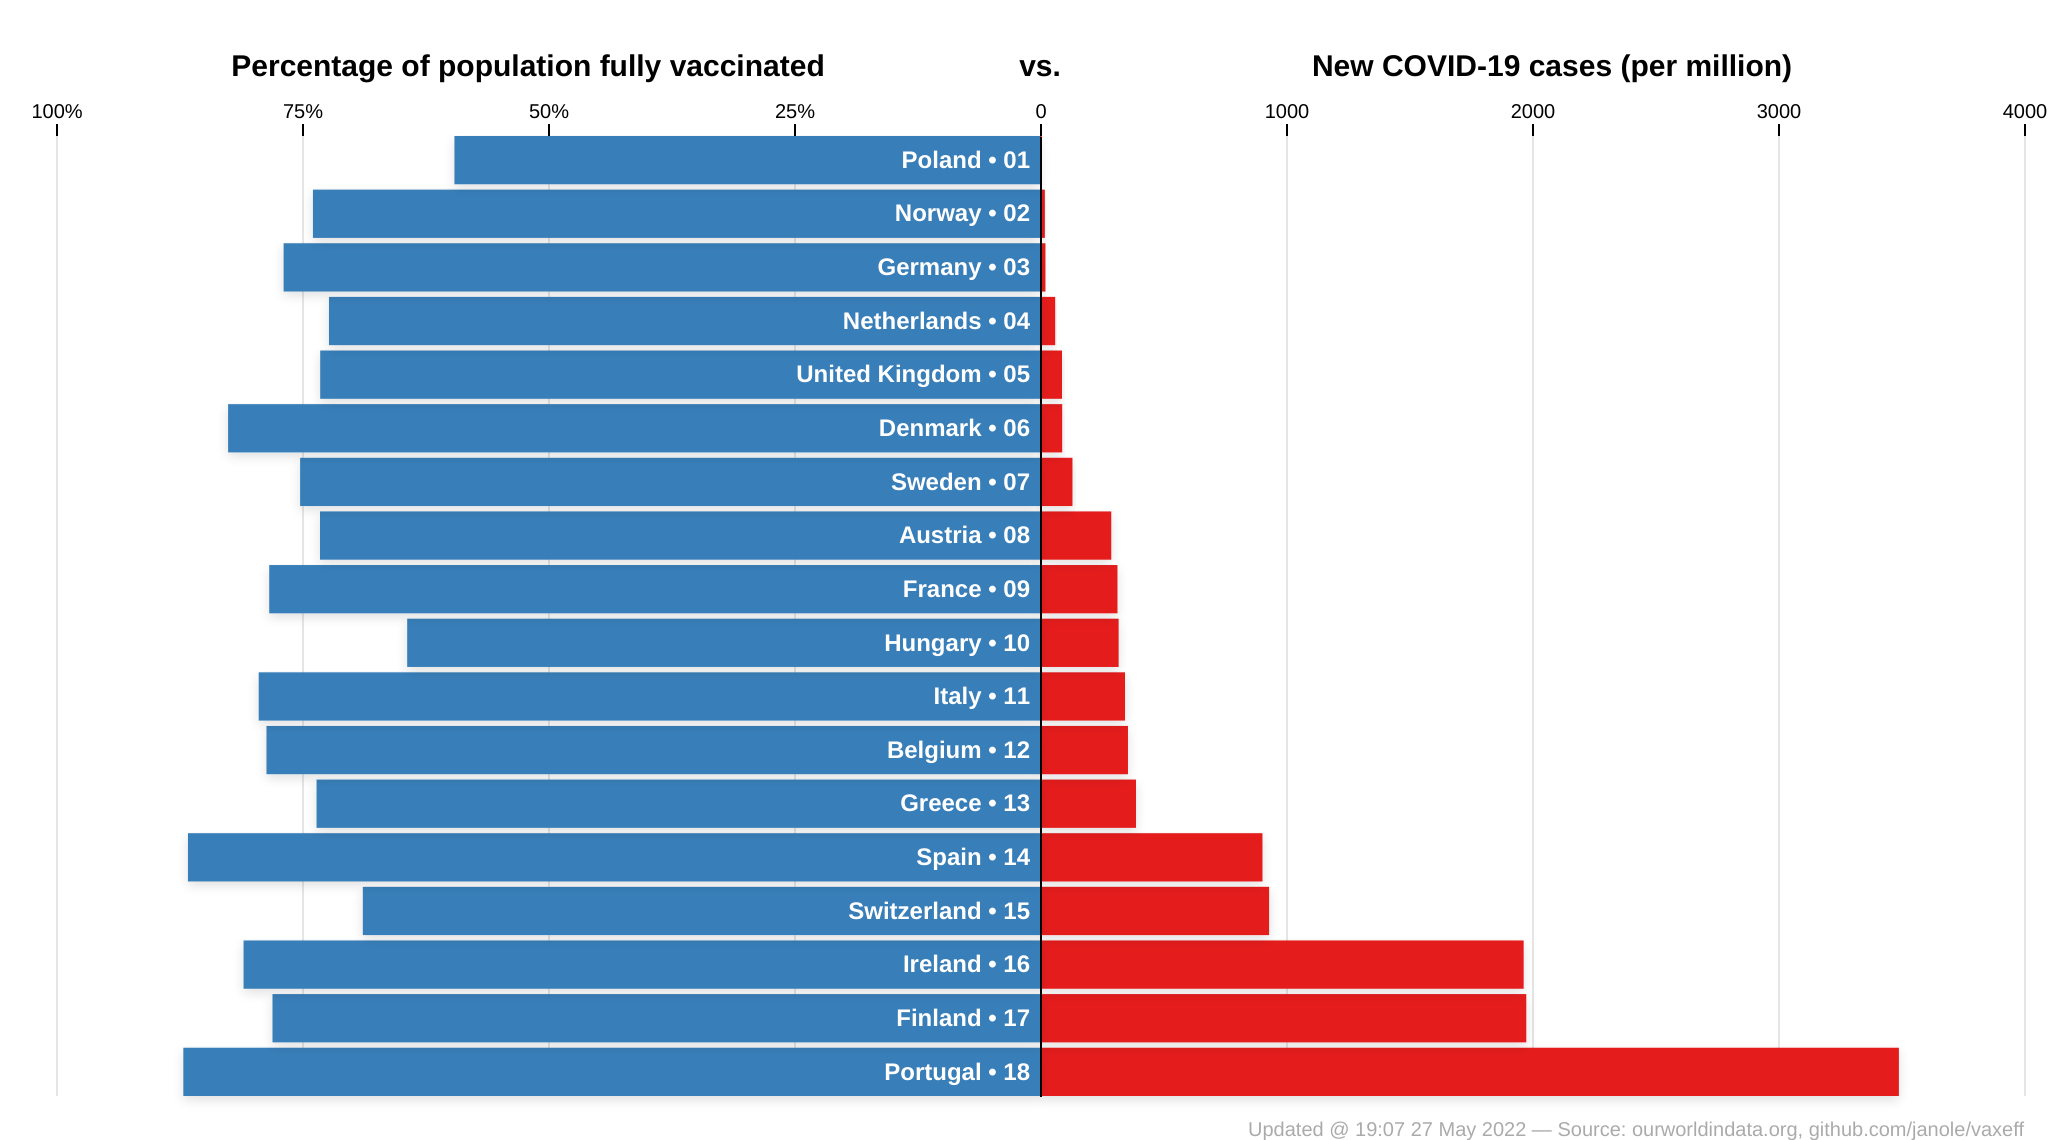 Percentage of population fully vaccinated vs. New COVID-19 cases (per million)
100% 75% 50% 25% 0 1000 2000 3000 4000
Poland • 01
Norway • 02
Germany • 03
Netherlands • 04
United Kingdom • 05
Denmark • 06
Sweden • 07
Austria • 08
France • 09
Hungary • 10
Italy • 11
Belgium • 12
Greece • 13
Spain • 14
Switzerland • 15
Ireland • 16
Finland • 17
Portugal • 18
Updated @ 19:07 27 May 2022 — Source: ourworldindata.org, github.com/janole/vaxeff